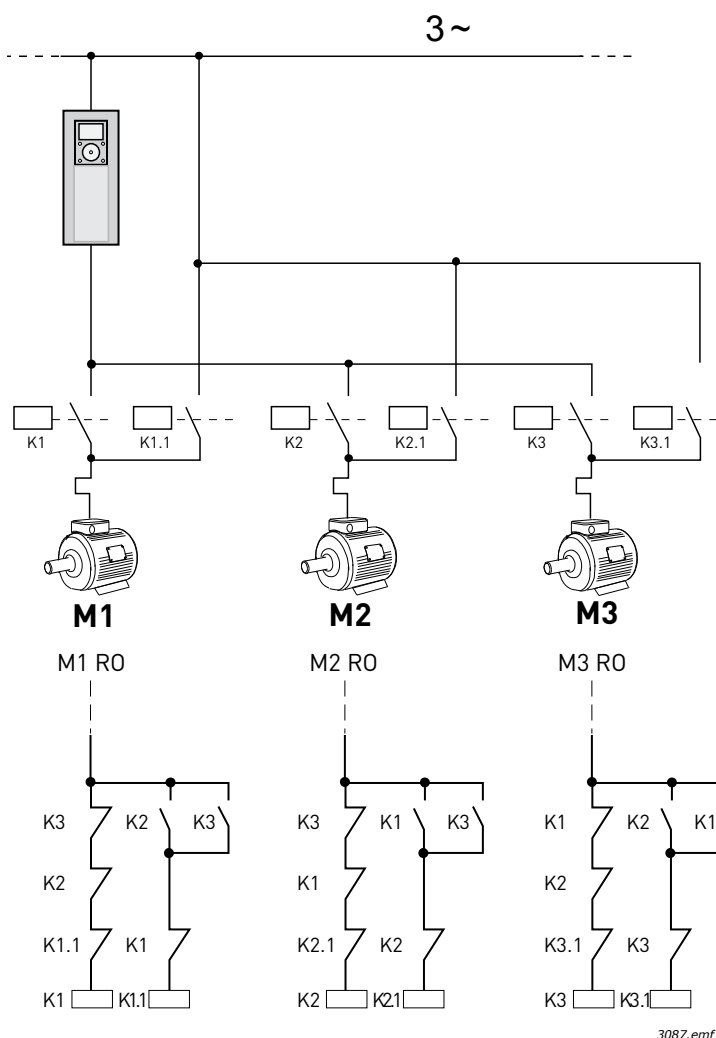 3~
K1 K1.1 K2 K2.1 K3 K3.1
M1 M2 M3
M1 RO M2 RO M3 RO
K3 K2 K3 K3 K1 K3 K1 K2 K1
K2 K1 K2
K1.1 K1 K2.1 K2 K3.1 K3
K1 K1.1 K2 K2.1 K3 K3.1
3087.emf